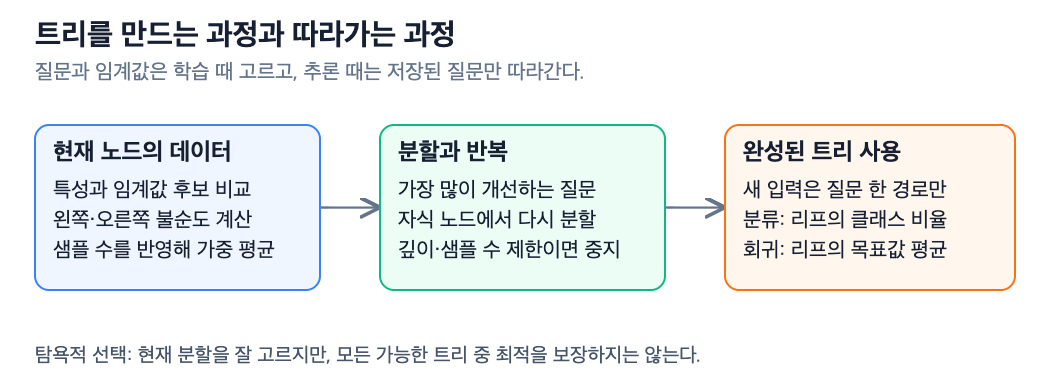 트리를 만드는 과정과 따라가는 과정
질문과 임계값은 학습 때 고르고, 추론 때는 저장된 질문만 따라간다.
현재 노드의 데이터
특성과 임계값 후보 비교
왼쪽·오른쪽 불순도 계산
샘플 수를 반영해 가중 평균
분할과 반복
가장 많이 개선하는 질문
자식 노드에서 다시 분할
깊이·샘플 수 제한이면 중지
완성된 트리 사용
새 입력은 질문 한 경로만
분류: 리프의 클래스 비율
회귀: 리프의 목표값 평균
탐욕적 선택: 현재 분할을 잘 고르지만, 모든 가능한 트리 중 최적을 보장하지는 않는다.